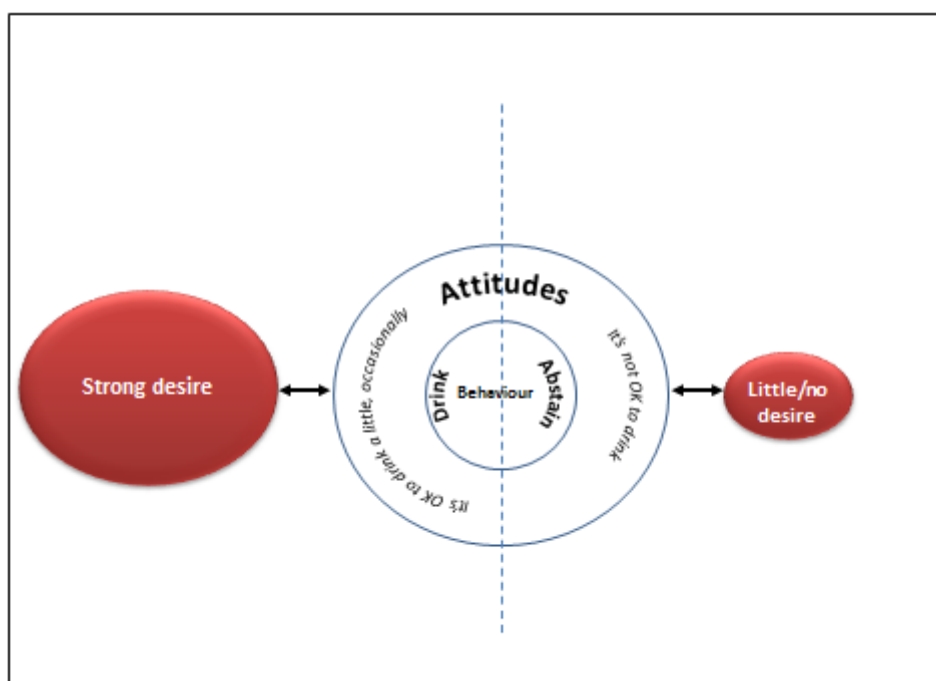 Attitudes
It's OK to drink a little, occasionally
It's not OK to drink
Drink
Behaviour
Abstain
Strong desire
Little/no
desire